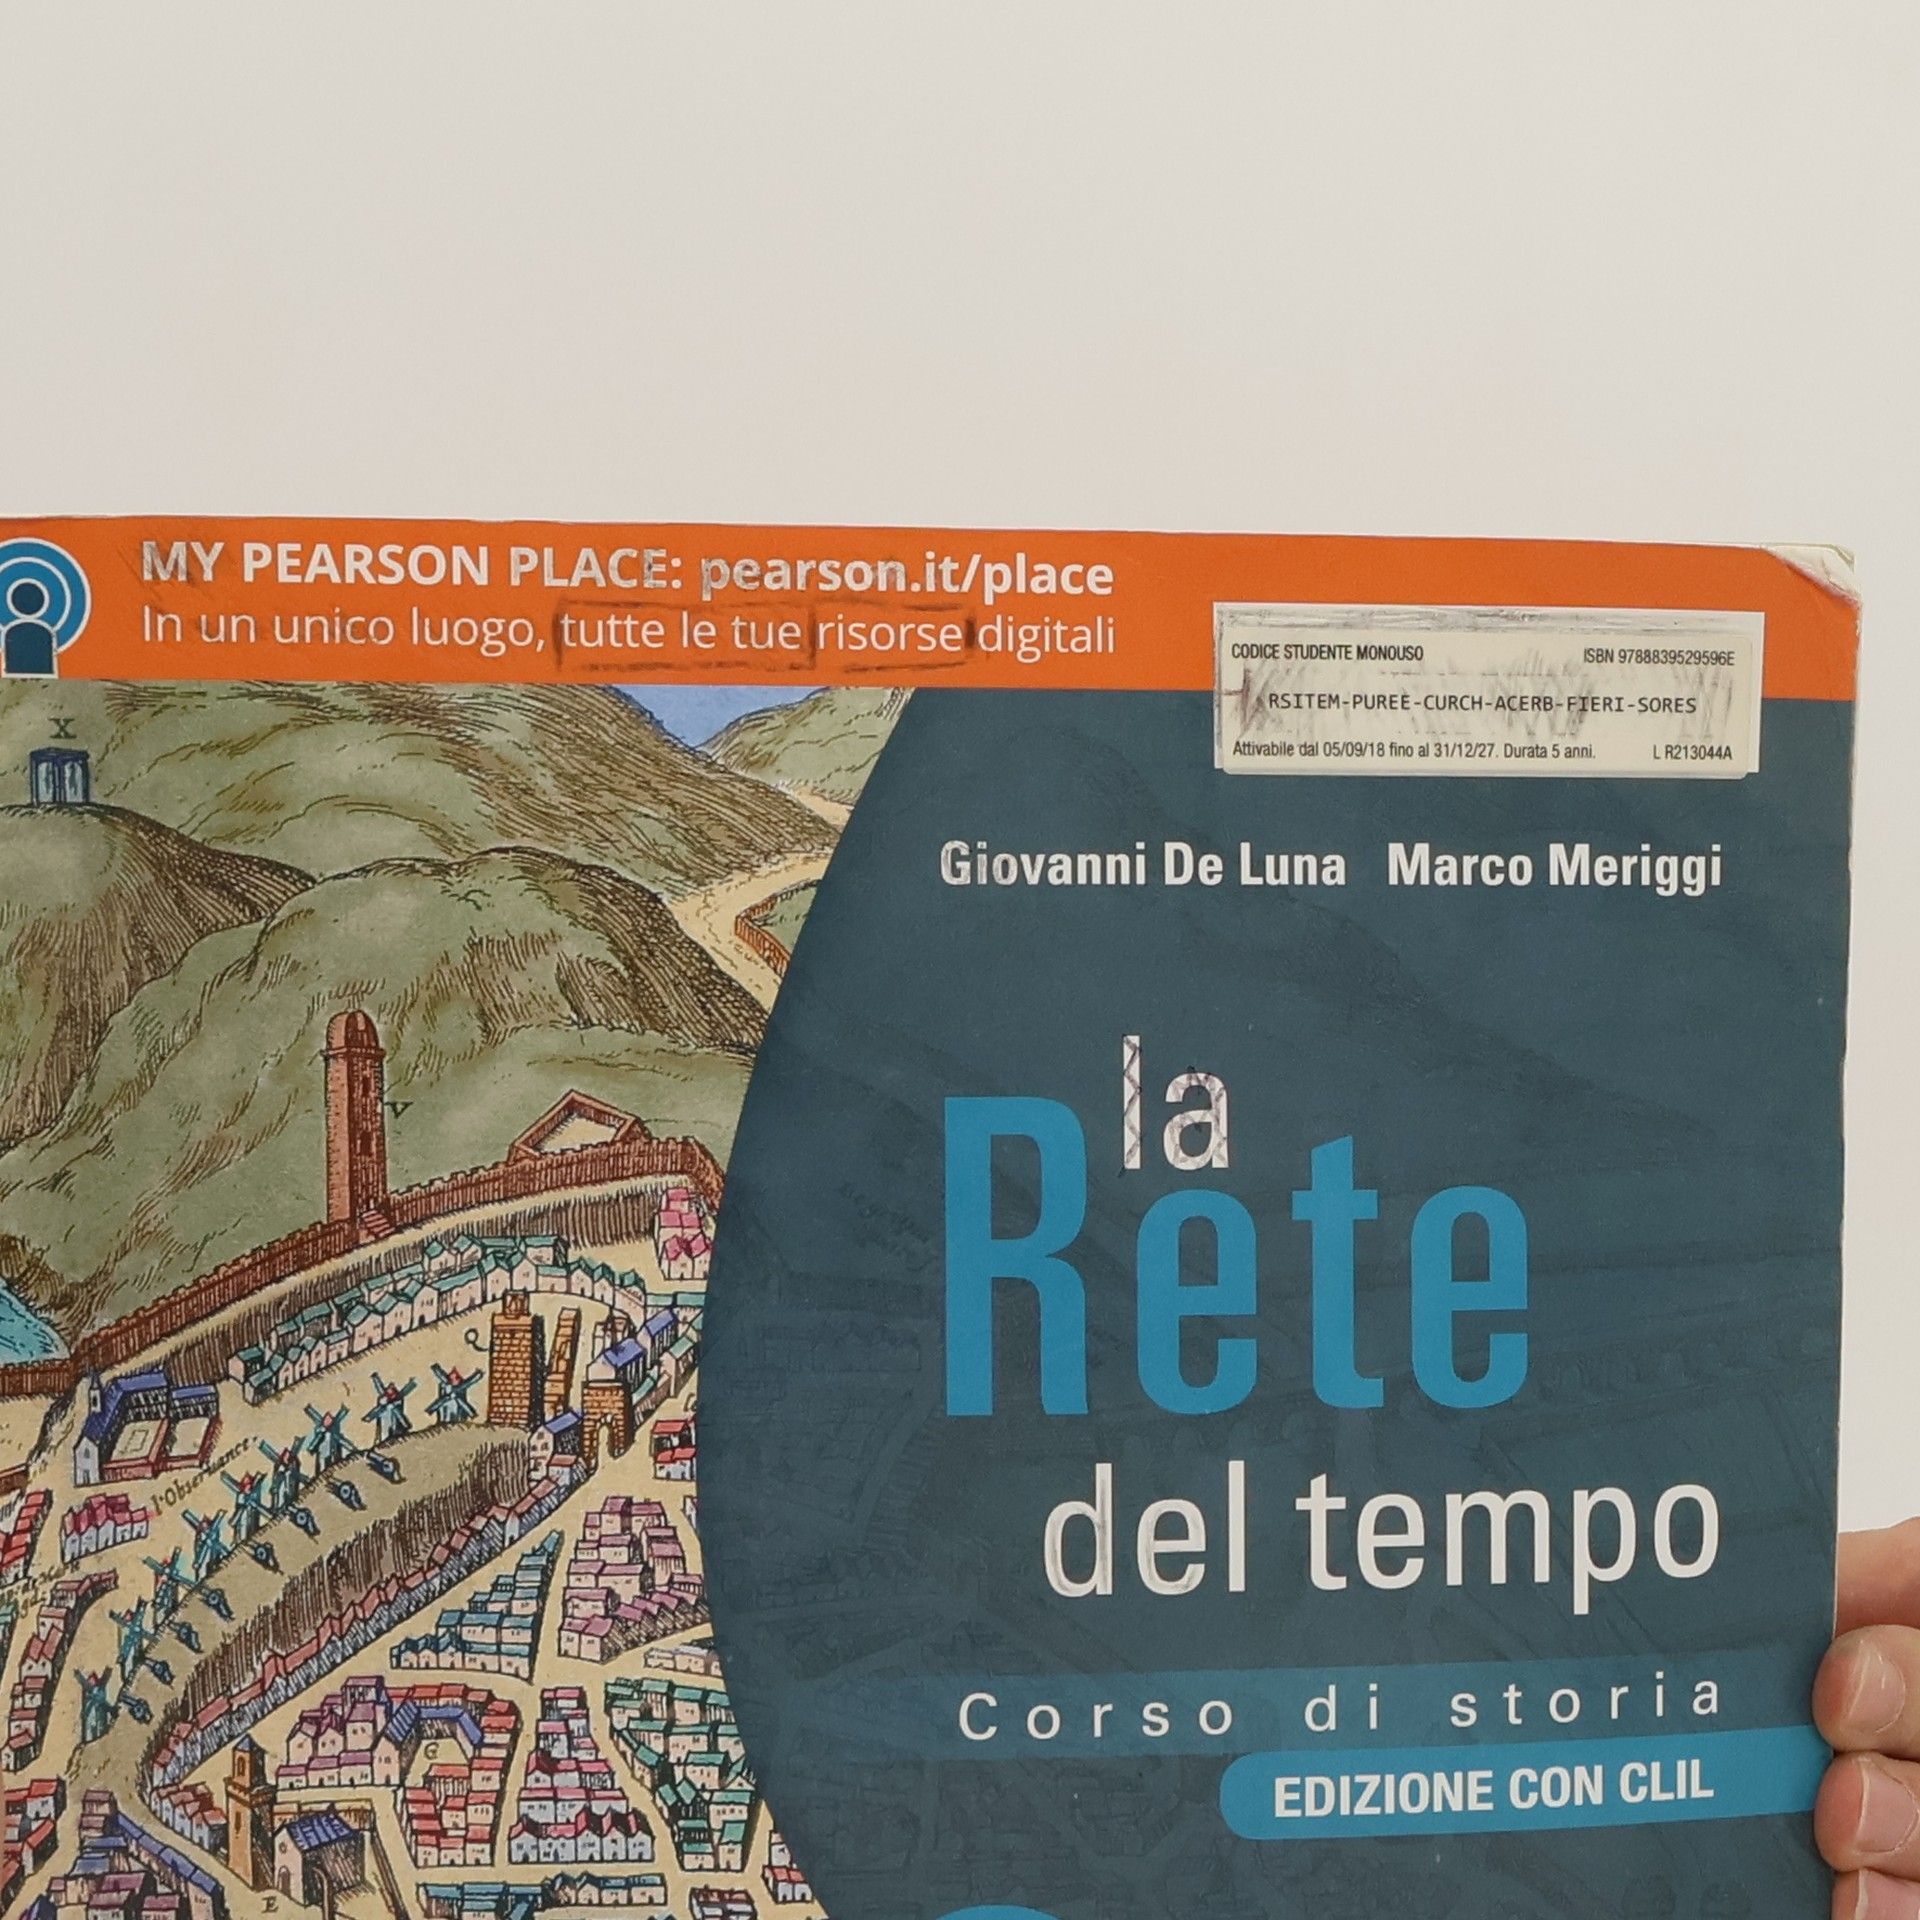 MY PEARSON PLACE: pearson.it/place
In un unico luogo, tutte le tue risorse digitali
CODICE STUDENTE MONOUSO ISBN 9788839529596E
RSITEM-PUREE-CURCH-ACERB-FIERI-SORES
Attivabile dal 05/09/18 fino al 31/12/27. Durata 5 anni. L R213044A
Giovanni De Luna Marco Meriggi
la
Rete
del tempo
Corso di storia
EDIZIONE CON CLIL
X
V
l'Observance
G
E